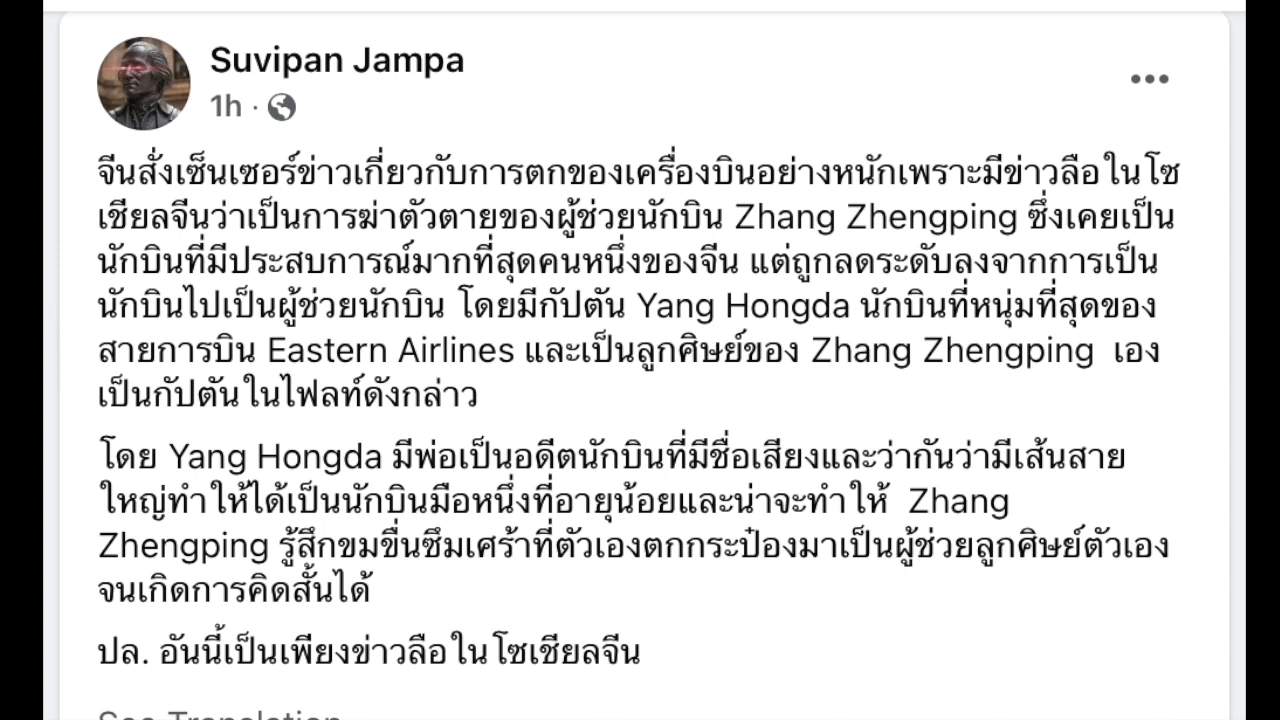 Suvipan Jampa
1h ·
จีนสั่งเซ็นเซอร์ข่าวเกี่ยวกับการตกของเครื่องบินอย่างหนักเพราะมีข่าวลือในโซ
เชียลจีนว่าเป็นการฆ่าตัวตายของผู้ช่วยนักบิน Zhang Zhengping ซึ่งเคยเป็น
นักบินที่มีประสบการณ์มากที่สุดคนหนึ่งของจีน แต่ถูกลดระดับลงจากการเป็น
นักบินไปเป็นผู้ช่วยนักบิน โดยมีกัปตัน Yang Hongda นักบินที่หนุ่มที่สุดของ
สายการบิน Eastern Airlines และเป็นลูกศิษย์ของ Zhang Zhengping เอง
เป็นกัปตันในไฟลท์ดังกล่าว
โดย Yang Hongda มีพ่อเป็นอดีตนักบินที่มีชื่อเสียงและว่ากันว่ามีเส้นสาย
ใหญ่ทำให้ได้เป็นนักบินมือหนึ่งที่อายุน้อยและน่าจะทำให้ Zhang
Zhengping รู้สึกขมขื่นซึมเศร้าที่ตัวเองตกกระป๋องมาเป็นผู้ช่วยลูกศิษย์ตัวเอง
จนเกิดการคิดสั้นได้
ปล. อันนี้เป็นเพียงข่าวลือในโซเชียลจีน
See Translation